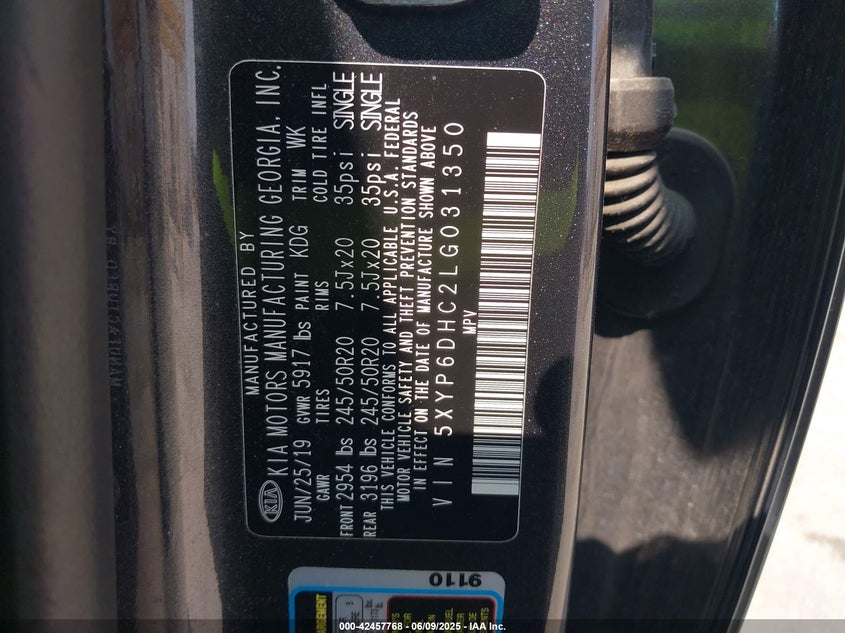 MANUFACTURED BY
KIA KIA MOTORS MANUFACTURING GEORGIA, INC.
JUN/25/19 GVWR 5917 lbs PAINT KDG TRIM WK
GAWR TIRES RIMS COLD TIRE INFL
FRONT 2954 lbs 245/50R20 7.5Jx20 35psi SINGLE
REAR 3196 lbs 245/50R20 7.5Jx20 35psi SINGLE
THIS VEHICLE CONFORMS TO ALL APPLICABLE U.S.A. FEDERAL
MOTOR VEHICLE SAFETY AND THEFT PREVENTION STANDARDS
IN EFFECT ON THE DATE OF MANUFACTURE SHOWN ABOVE
VIN 5XYP6DHC2LG031350
MPV
9110
000-42457768 - 06/09/2025 - IAA Inc.